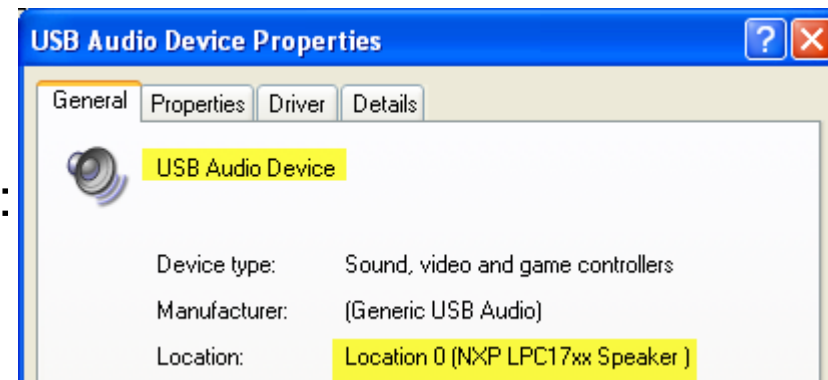 USB Audio Device Properties
General Properties Driver Details
:
USB Audio Device
Device type: Sound, video and game controllers
Manufacturer: (Generic USB Audio)
Location: Location 0 (NXP LPC17xx Speaker )